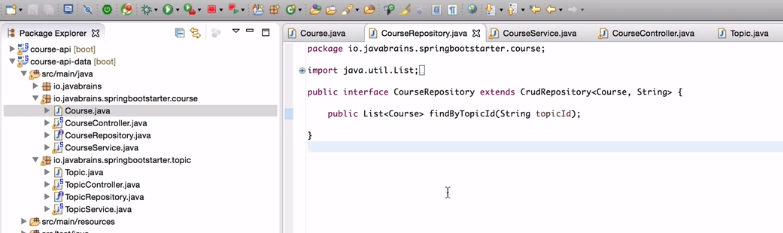 Package Explorer
course-api [boot]
course-api-data [boot]
src/main/java
io.javabrains
io.javabrains.springbootstarter.course
Course.java
CourseController.java
CourseRepository.java
CourseService.java
io.javabrains.springbootstarter.topic
Topic.java
TopicController.java
TopicRepository.java
TopicService.java
src/main/resources
Course.java CourseRepository.java CourseService.java CourseController.java Topic.java
package io.javabrains.springbootstarter.course;
import java.util.List;
public interface CourseRepository extends CrudRepository<Course, String> {
public List<Course> findByTopicId(String topicId);
}